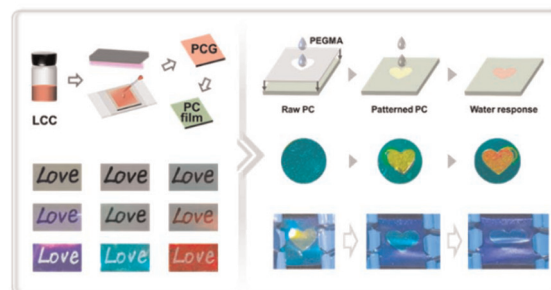 LCC
PCG
PC
film
Love Love Love
Love Love Love
Love Love Love
PEGMA
Raw PC
Patterned PC
Water response